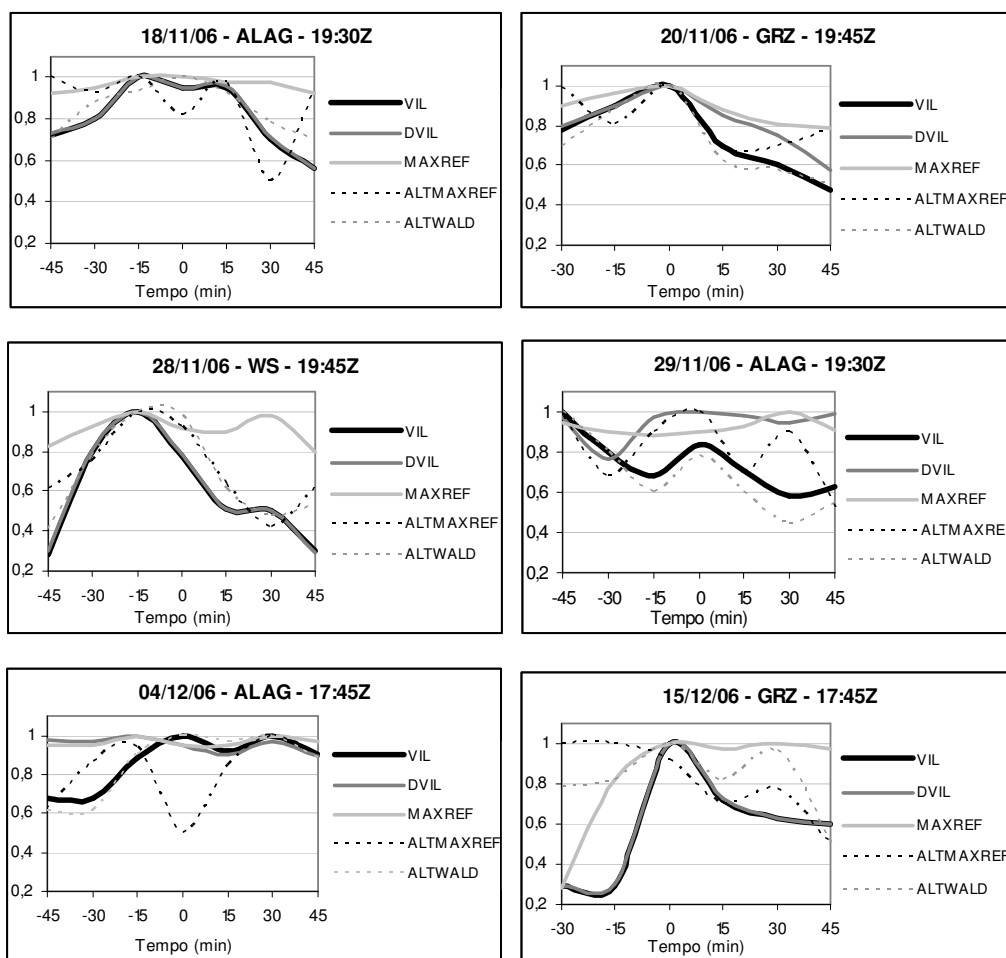 18/11/06 - ALAG - 19:30Z
1
0,8
0,6
0,4
0,2
-45 -30 -15 0 15 30 45
Tempo (min)
VIL
DVIL
MAXREF
ALTMAXREF
ALTWALD
20/11/06 - GRZ - 19:45Z
1
0,8
0,6
0,4
0,2
-30 -15 0 15 30 45
Tempo (min)
VIL
DVIL
MAXREF
ALTMAXREF
ALTWALD
28/11/06 - WS - 19:45Z
1
0,8
0,6
0,4
0,2
-45 -30 -15 0 15 30 45
Tempo (min)
VIL
DVIL
MAXREF
ALTMAXREF
ALTWALD
29/11/06 - ALAG - 19:30Z
1
0,8
0,6
0,4
0,2
-45 -30 -15 0 15 30 45
Tempo (min)
VIL
DVIL
MAXREF
ALTMAXRE
ALTWALD
04/12/06 - ALAG - 17:45Z
1
0,8
0,6
0,4
0,2
-45 -30 -15 0 15 30 45
Tempo (min)
VIL
DVIL
MAXREF
ALTMAXREF
ALTWALD
15/12/06 - GRZ - 17:45Z
1
0,8
0,6
0,4
0,2
-30 -15 0 15 30 45
Tempo (min)
VIL
DVIL
MAXREF
ALTMAXREF
ALTWALD